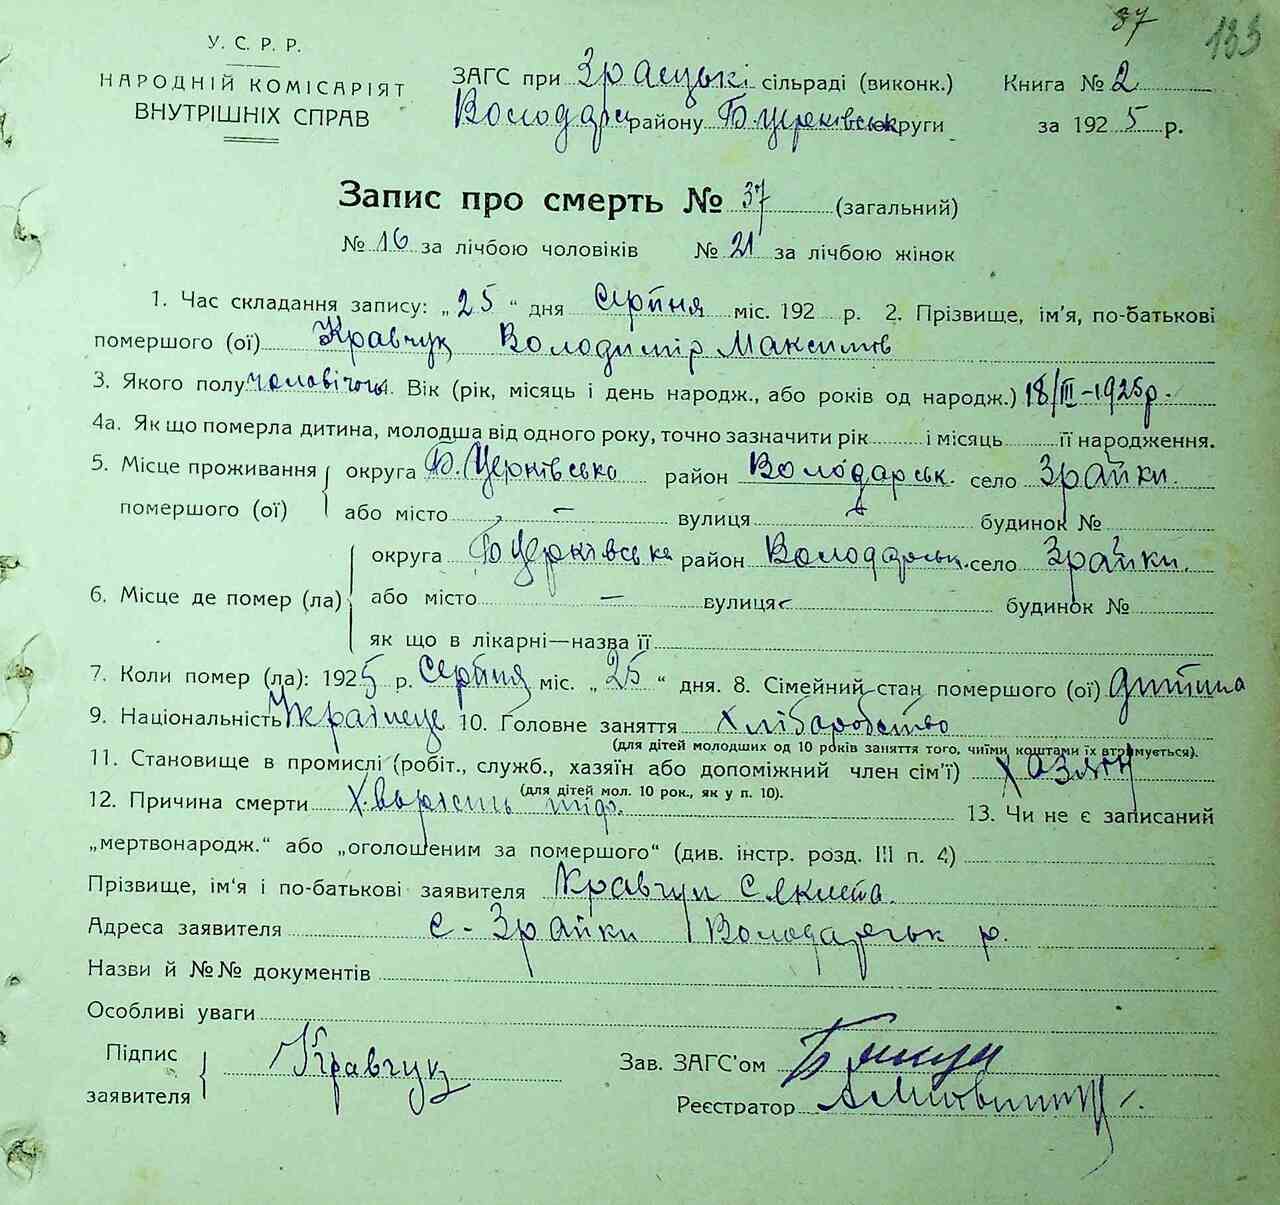 37 133
У. С. Р. Р.
НАРОДНІЙ КОМІСАРІЯТ
ВНУТРІШНІХ СПРАВ
ЗАГС при Зраецькі сільраді (виконк.) Книга № 2
Володар району Б. Церківськ округи за 1925 р.
Запис про смерть № 37 (загальний)
№ 16 за лічбою чоловіків № 21 за лічбою жінок
1. Час складання запису: „25“ дня Серпня міс. 192 р. 2. Прізвище, ім'я, по-батькові
помершого (ої) Кравчук Володимір Максимів
3. Якого полу чоловічого 4. Вік (рік, місяць і день народж., або років од народж.) 18/III-1925р.
4а. Як що померла дитина, молодша від одного року, точно зазначити рік і місяць її народження.
5. Місце проживання помершого (ої) округа Б. Церківська район Володарськ. село Зрайки.
або місто - вулиця будинок №
6. Місце де помер (ла) округа Б Церківська район Володарськ. село Зрайки.
або місто — вулиця - будинок №
як що в лікарні—назва її
7. Коли помер (ла): 1925 р. Серпня міс. „25“ дня. 8. Сімейний стан помершого (ої) дитина
9. Національність Українець 10. Головне заняття Хліборобство
(для дітей молодших од 10 років заняття того, чиїми коштами їх втримується).
11. Становище в промислі (робіт., служб., хазяїн або допоміжний член сім'ї) хазяїн
(для дітей мол. 10 рок., як у п. 10).
12. Причина смерти 13. Чи не є записаний
„мертвонародж.“ або „оголошеним за помершого“ (див. інстр. розд. III п. 4)
Прізвище, ім'я і по-батькові заявителя Кравчук
Адреса заявителя с - Зрайки Володарськ р.
Назви й №№ документів
Особливі уваги
Підпис заявителя Кравчук Зав. ЗАГС'ом
Реєстратор